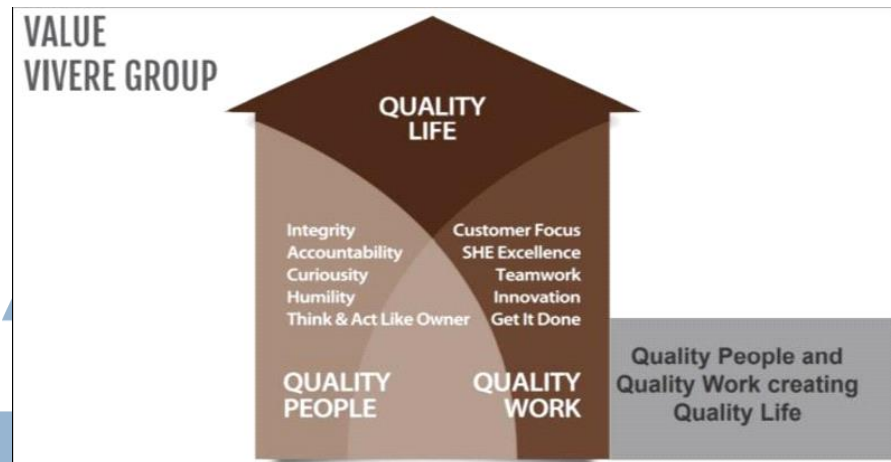 VALUE
VIVERE GROUP
QUALITY
LIFE
Integrity
Accountability
Curiousity
Humility
Think & Act Like Owner
Customer Focus
SHE Excellence
Teamwork
Innovation
Get It Done
QUALITY
PEOPLE
QUALITY
WORK
Quality People and
Quality Work creating
Quality Life